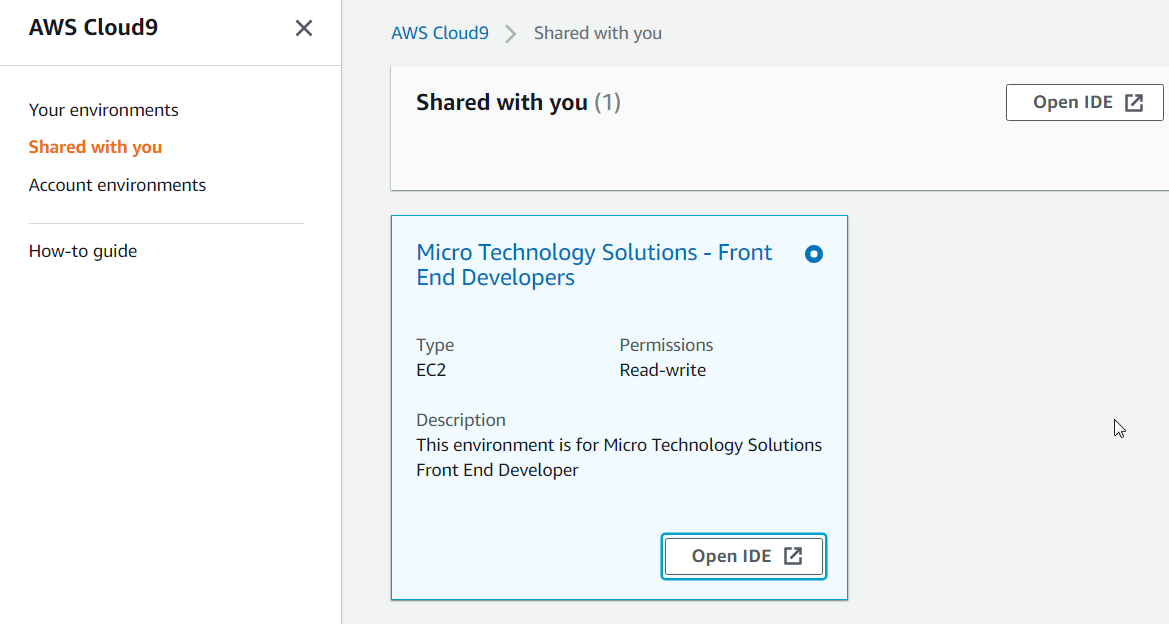 AWS Cloud9
Your environments
Shared with you
Account environments
How-to guide
AWS Cloud9 Shared with you
Shared with you (1)
Open IDE
Micro Technology Solutions - Front
End Developers
Type
EC2
Permissions
Read-write
Description
This environment is for Micro Technology Solutions
Front End Developer
Open IDE